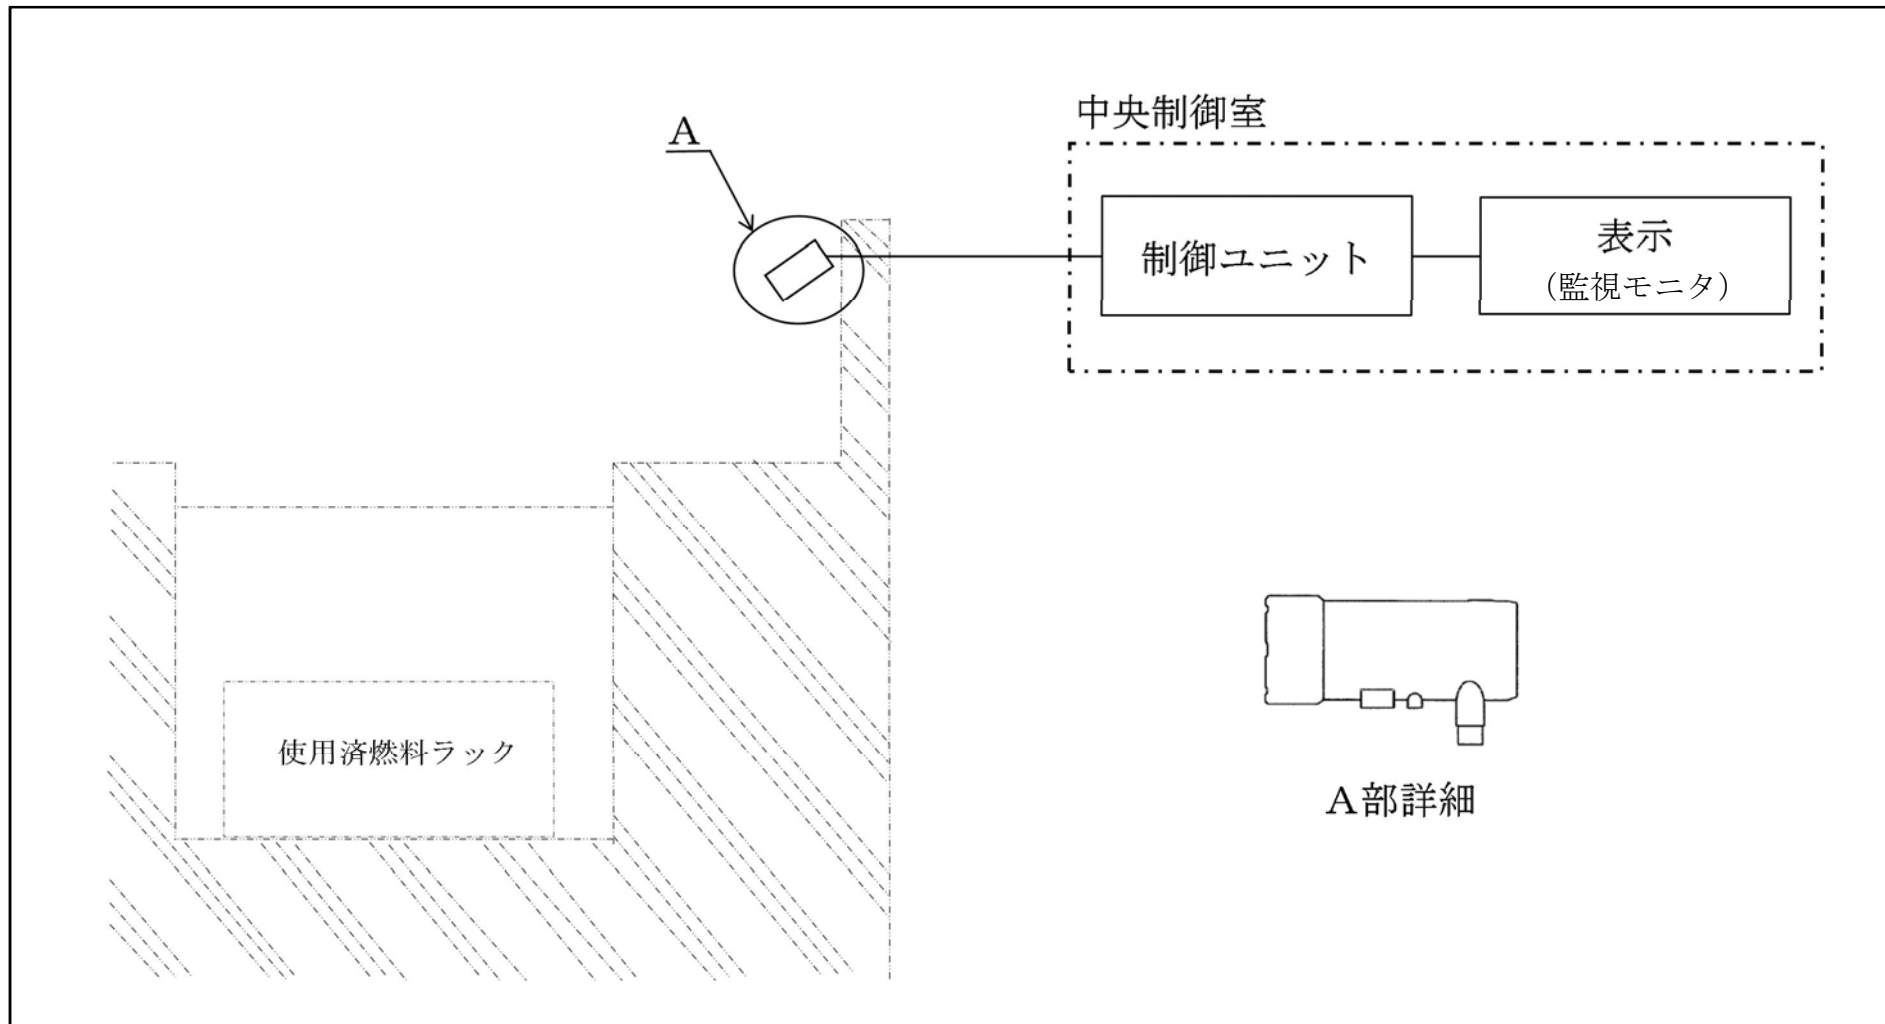 中央制御室
A
制御ユニット
表示
(監視モニタ)
使用済燃料ラック
A部詳細